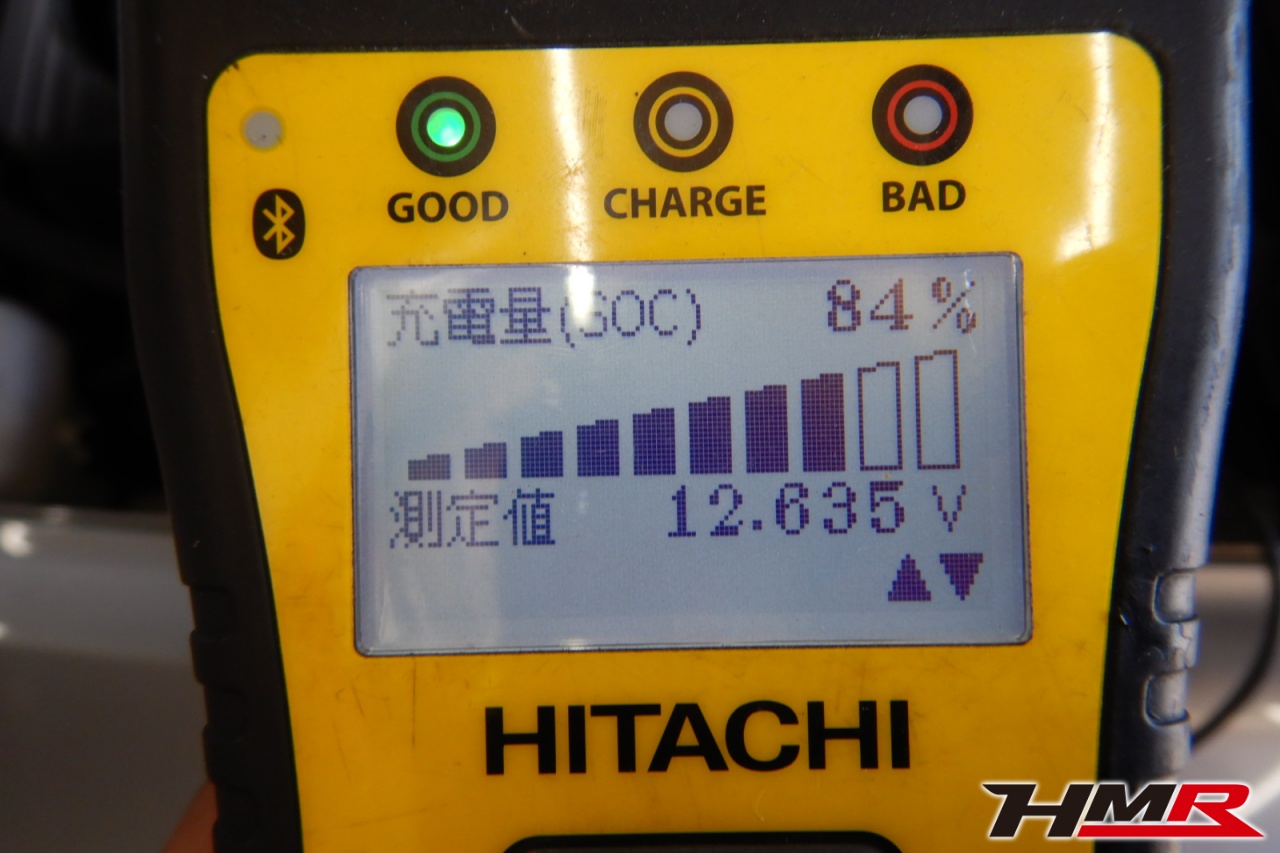 GOOD
CHARGE
BAD
充電量(SOC) 84%
測定値 12.635 V
HITACHI
HMR